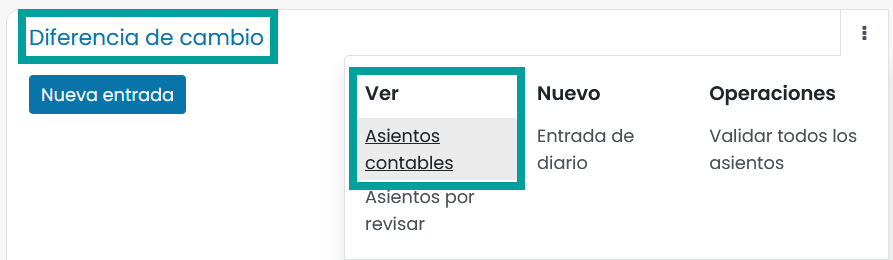 Diferencia de cambio
Nueva entrada
Ver
Asientos
contables
Asientos por
revisar
Nuevo
Entrada de
diario
Operaciones
Validar todos los
asientos